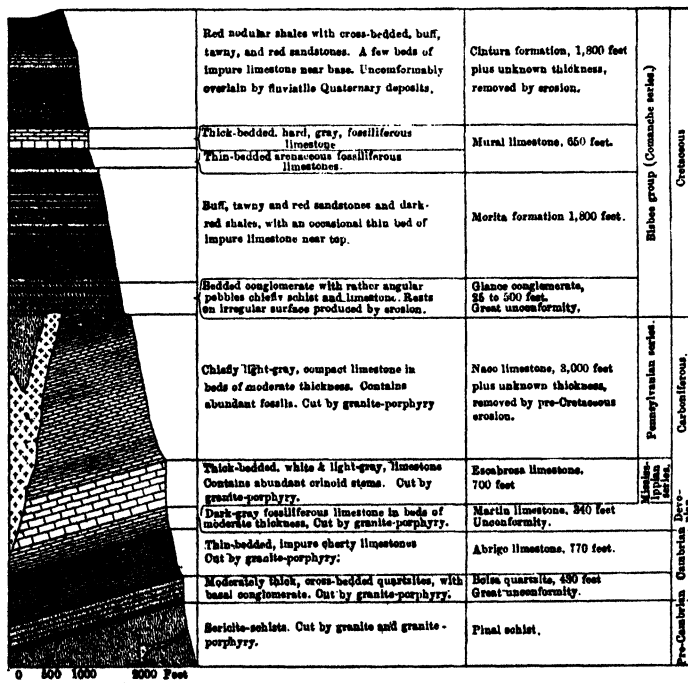 Red nodular shales with cross-bedded, buff,
tawny, and red sandstones. A few beds of
impure limestone near base. Uncomformably
overlain by fluviatile Quaternary deposits.
Cintura formation, 1,800 feet
plus unknown thickness,
removed by erosion.
Thick-bedded, hard, gray, fossiliferous
limestone
Thin-bedded arenaceous fossiliferous
limestones.
Mural limestone, 650 feet.
Buff, tawny and red sandstones and dark-
red shales, with an occasional thin bed of
impure limestone near top.
Morita formation 1,800 feet.
Bedded conglomerate with rather angular
pebbles chiefly schist and limestone. Rests
on irregular surface produced by erosion.
Glance conglomerate,
25 to 500 feet.
Great unconformity.
Bisbee group (Comanche series.)
Cretaceous
Chiefly light-gray, compact limestone in
beds of moderate thickness. Contains
abundant fossils. Cut by granite-porphyry
Naco limestone, 3,000 feet
plus unknown thickness,
removed by pre-Cretaceous
erosion.
Pennsylvanian series.
Thick-bedded, white & light-gray, limestone
Contains abundant crinoid stems. Cut by
granite-porphyry.
Escabrosa limestone,
700 feet
Mississ-
ippian
series.
Carboniferous.
Dark-gray fossiliferous limestone in beds of
moderate thickness, Cut by granite-porphyry.
Martin limestone, 340 feet
Unconformity.
Devo-
Thin-bedded, impure cherty limestones
Cut by granite-porphyry.
Abrigo limestone, 770 feet.
Moderately thick, cross-bedded quartzites, with
basal conglomerate. Cut by granite-porphyry.
Bolsa quartzite, 430 feet
Great unconformity.
Cambrian
Sericite-schists. Cut by granite and granite-
porphyry.
Pinal schist.
Pre-Cambrian
0 500 1000 2000 Feet